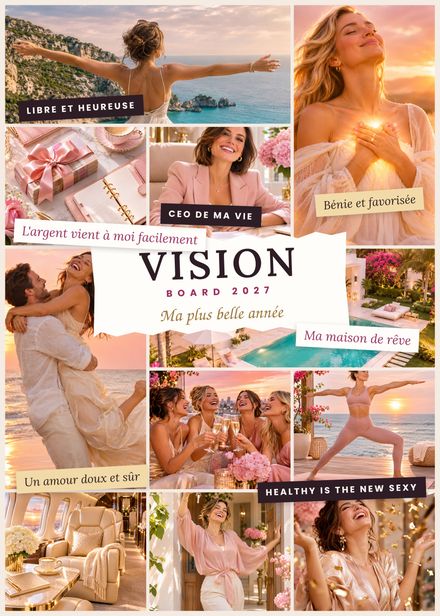 LIBRE ET HEUREUSE
Bénie et favorisée
CEO DE MA VIE
L'argent vient à moi facilement
VISION
BOARD 2027
Ma plus belle année
Ma maison de rêve
Un amour doux et sûr
HEALTHY IS THE NEW SEXY